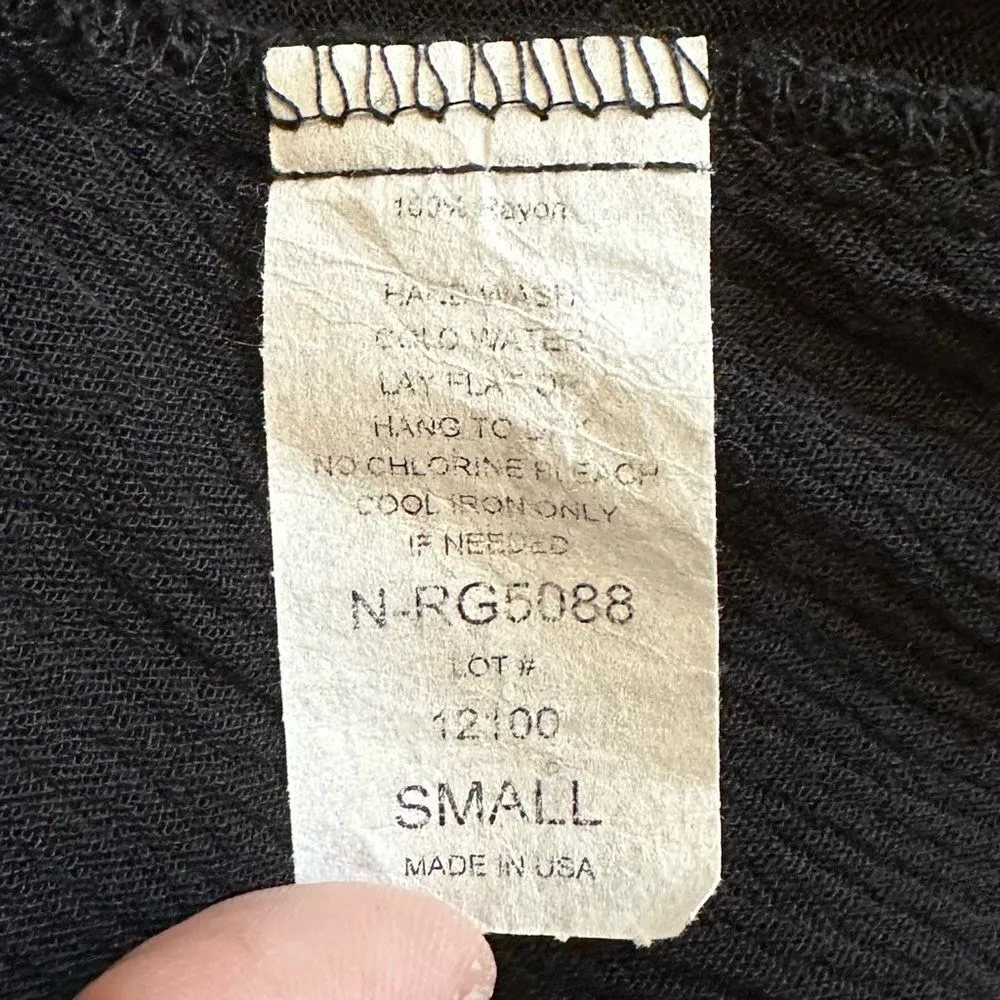 100% Rayon
HAND WASH
COLD WATER
LAY FLAT OR
HANG TO DRY
NO CHLORINE BLEACH
COOL IRON ONLY
IF NEEDED
N-RG5088
LOT #
12100
SMALL
MADE IN USA